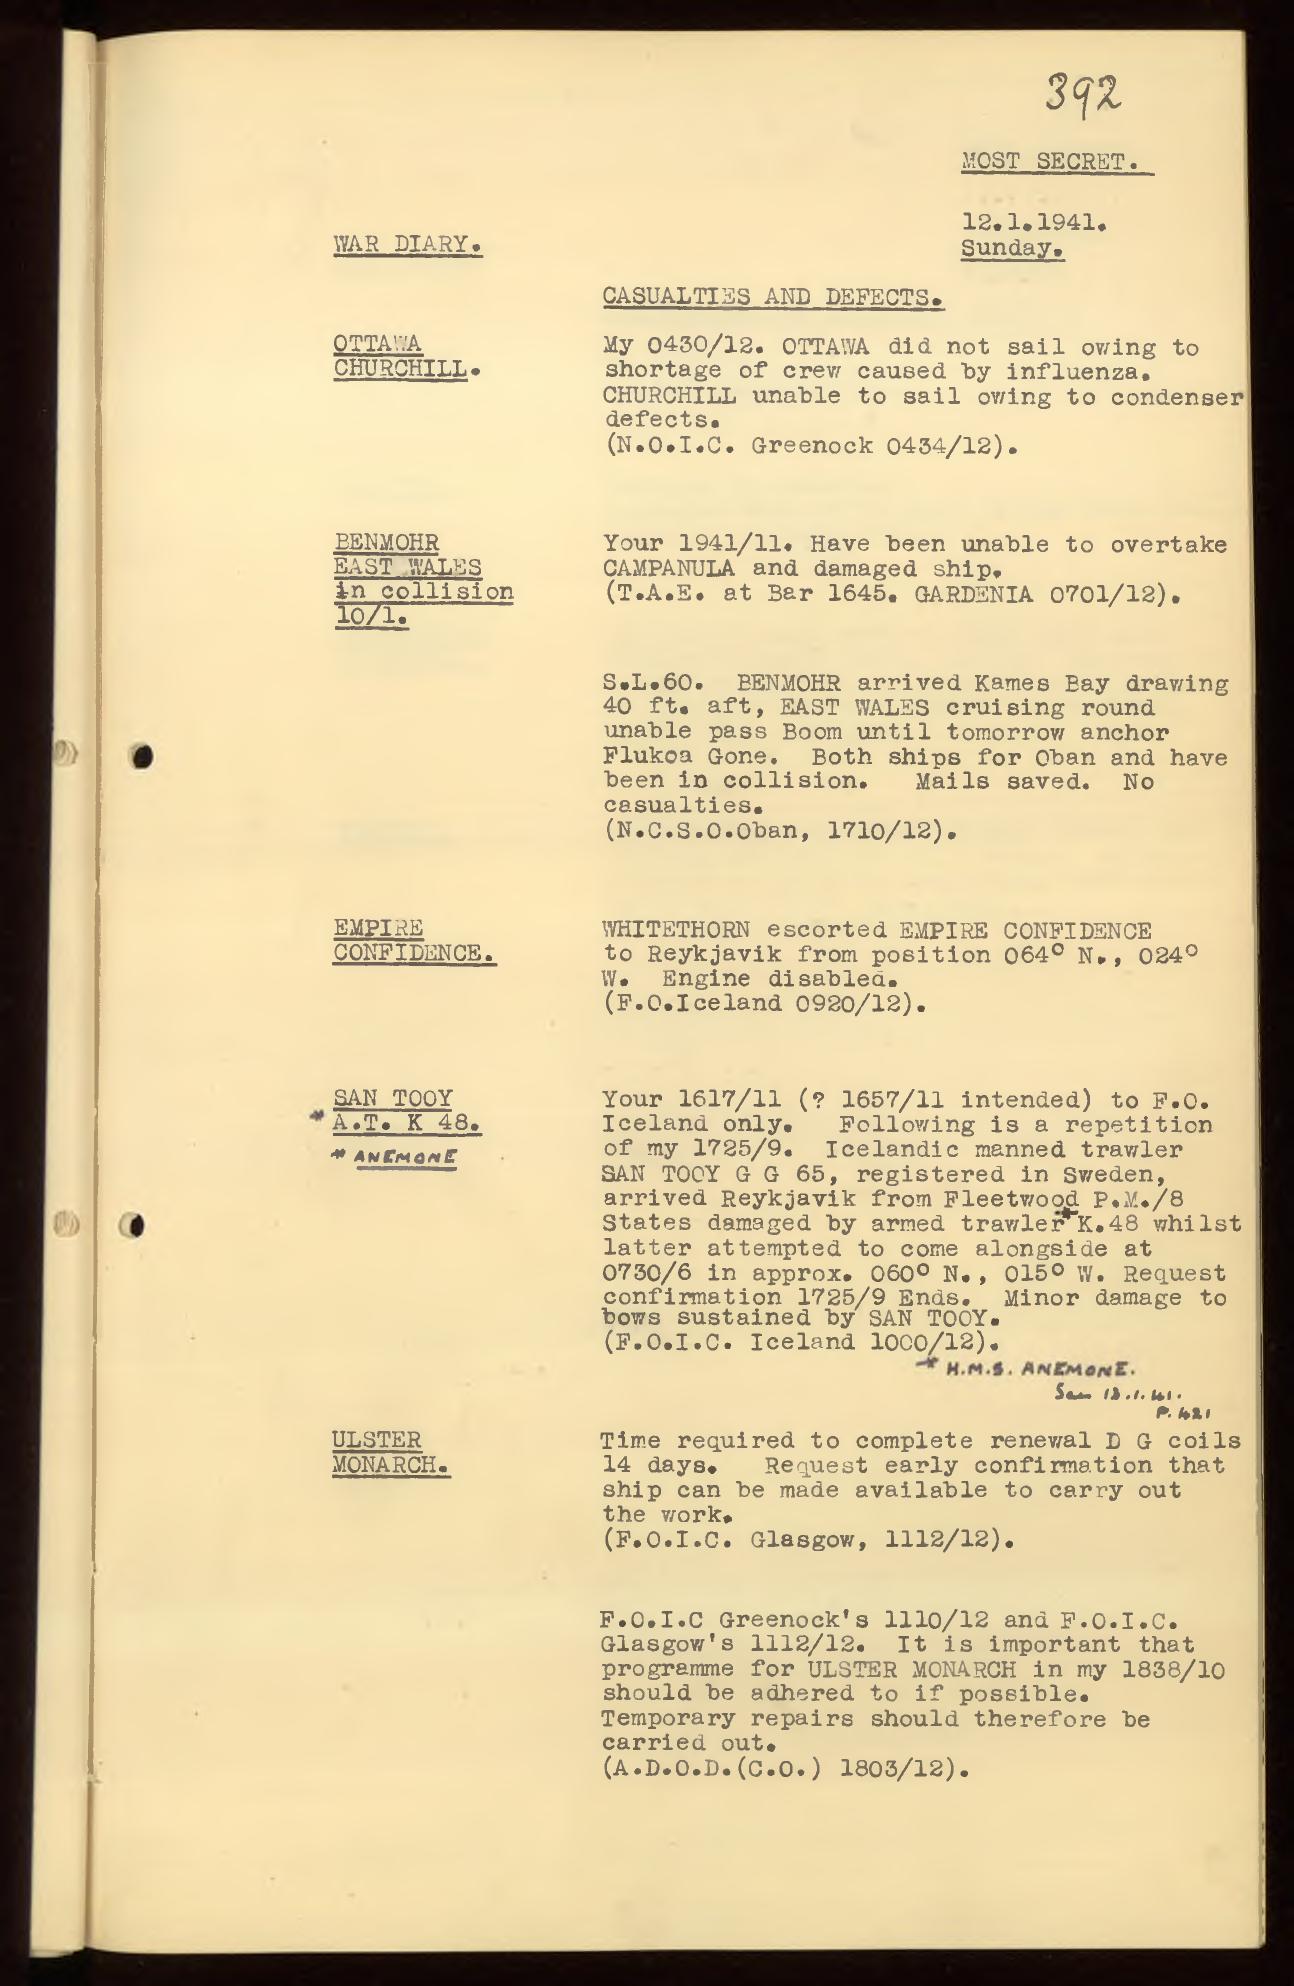 392
MOST SECRET.
12.1.1941.
Sunday.
WAR DIARY.
CASUALTIES AND DEFECTS.
OTTAWA
CHURCHILL.
My 0430/12. OTTAWA did not sail owing to
shortage of crew caused by influenza.
CHURCHILL unable to sail owing to condenser
defects.
(N.O.I.C. Greenock 0434/12).
BENMOHR
EAST WALES
in collision
10/1.
Your 1941/11. Have been unable to overtake
CAMPANULA and damaged ship.
(T.A.E. at Bar 1645. GARDENIA 0701/12).
S.L.60. BENMOHR arrived Kames Bay drawing
40 ft. aft, EAST WALES cruising round
unable pass Boom until tomorrow anchor
Flukoa Gone. Both ships for Oban and have
been in collision. Mails saved. No
casualties.
(N.C.S.O.Oban, 1710/12).
EMPIRE
CONFIDENCE.
WHITETHORN escorted EMPIRE CONFIDENCE
to Reykjavik from position 064° N., 024°
W. Engine disabled.
(F.O.Iceland 0920/12).
SAN TOOY
* A.T. K 48.
* ANEMONE
Your 1617/11 (? 1657/11 intended) to F.O.
Iceland only. Following is a repetition
of my 1725/9. Icelandic manned trawler
SAN TOOY G G 65, registered in Sweden,
arrived Reykjavik from Fleetwood P.M./8
States damaged by armed trawler* K.48 whilst
latter attempted to come alongside at
0730/6 in approx. 060° N., 015° W. Request
confirmation 1725/9 Ends. Minor damage to
bows sustained by SAN TOOY.
(F.O.I.C. Iceland 1000/12).
* H.M.S. ANEMONE.
See 13.1.41.
P. 421
ULSTER
MONARCH.
Time required to complete renewal D G coils
14 days. Request early confirmation that
ship can be made available to carry out
the work.
(F.O.I.C. Glasgow, 1112/12).
F.O.I.C Greenock's 1110/12 and F.O.I.C.
Glasgow's 1112/12. It is important that
programme for ULSTER MONARCH in my 1838/10
should be adhered to if possible.
Temporary repairs should therefore be
carried out.
(A.D.O.D.(C.O.) 1803/12).